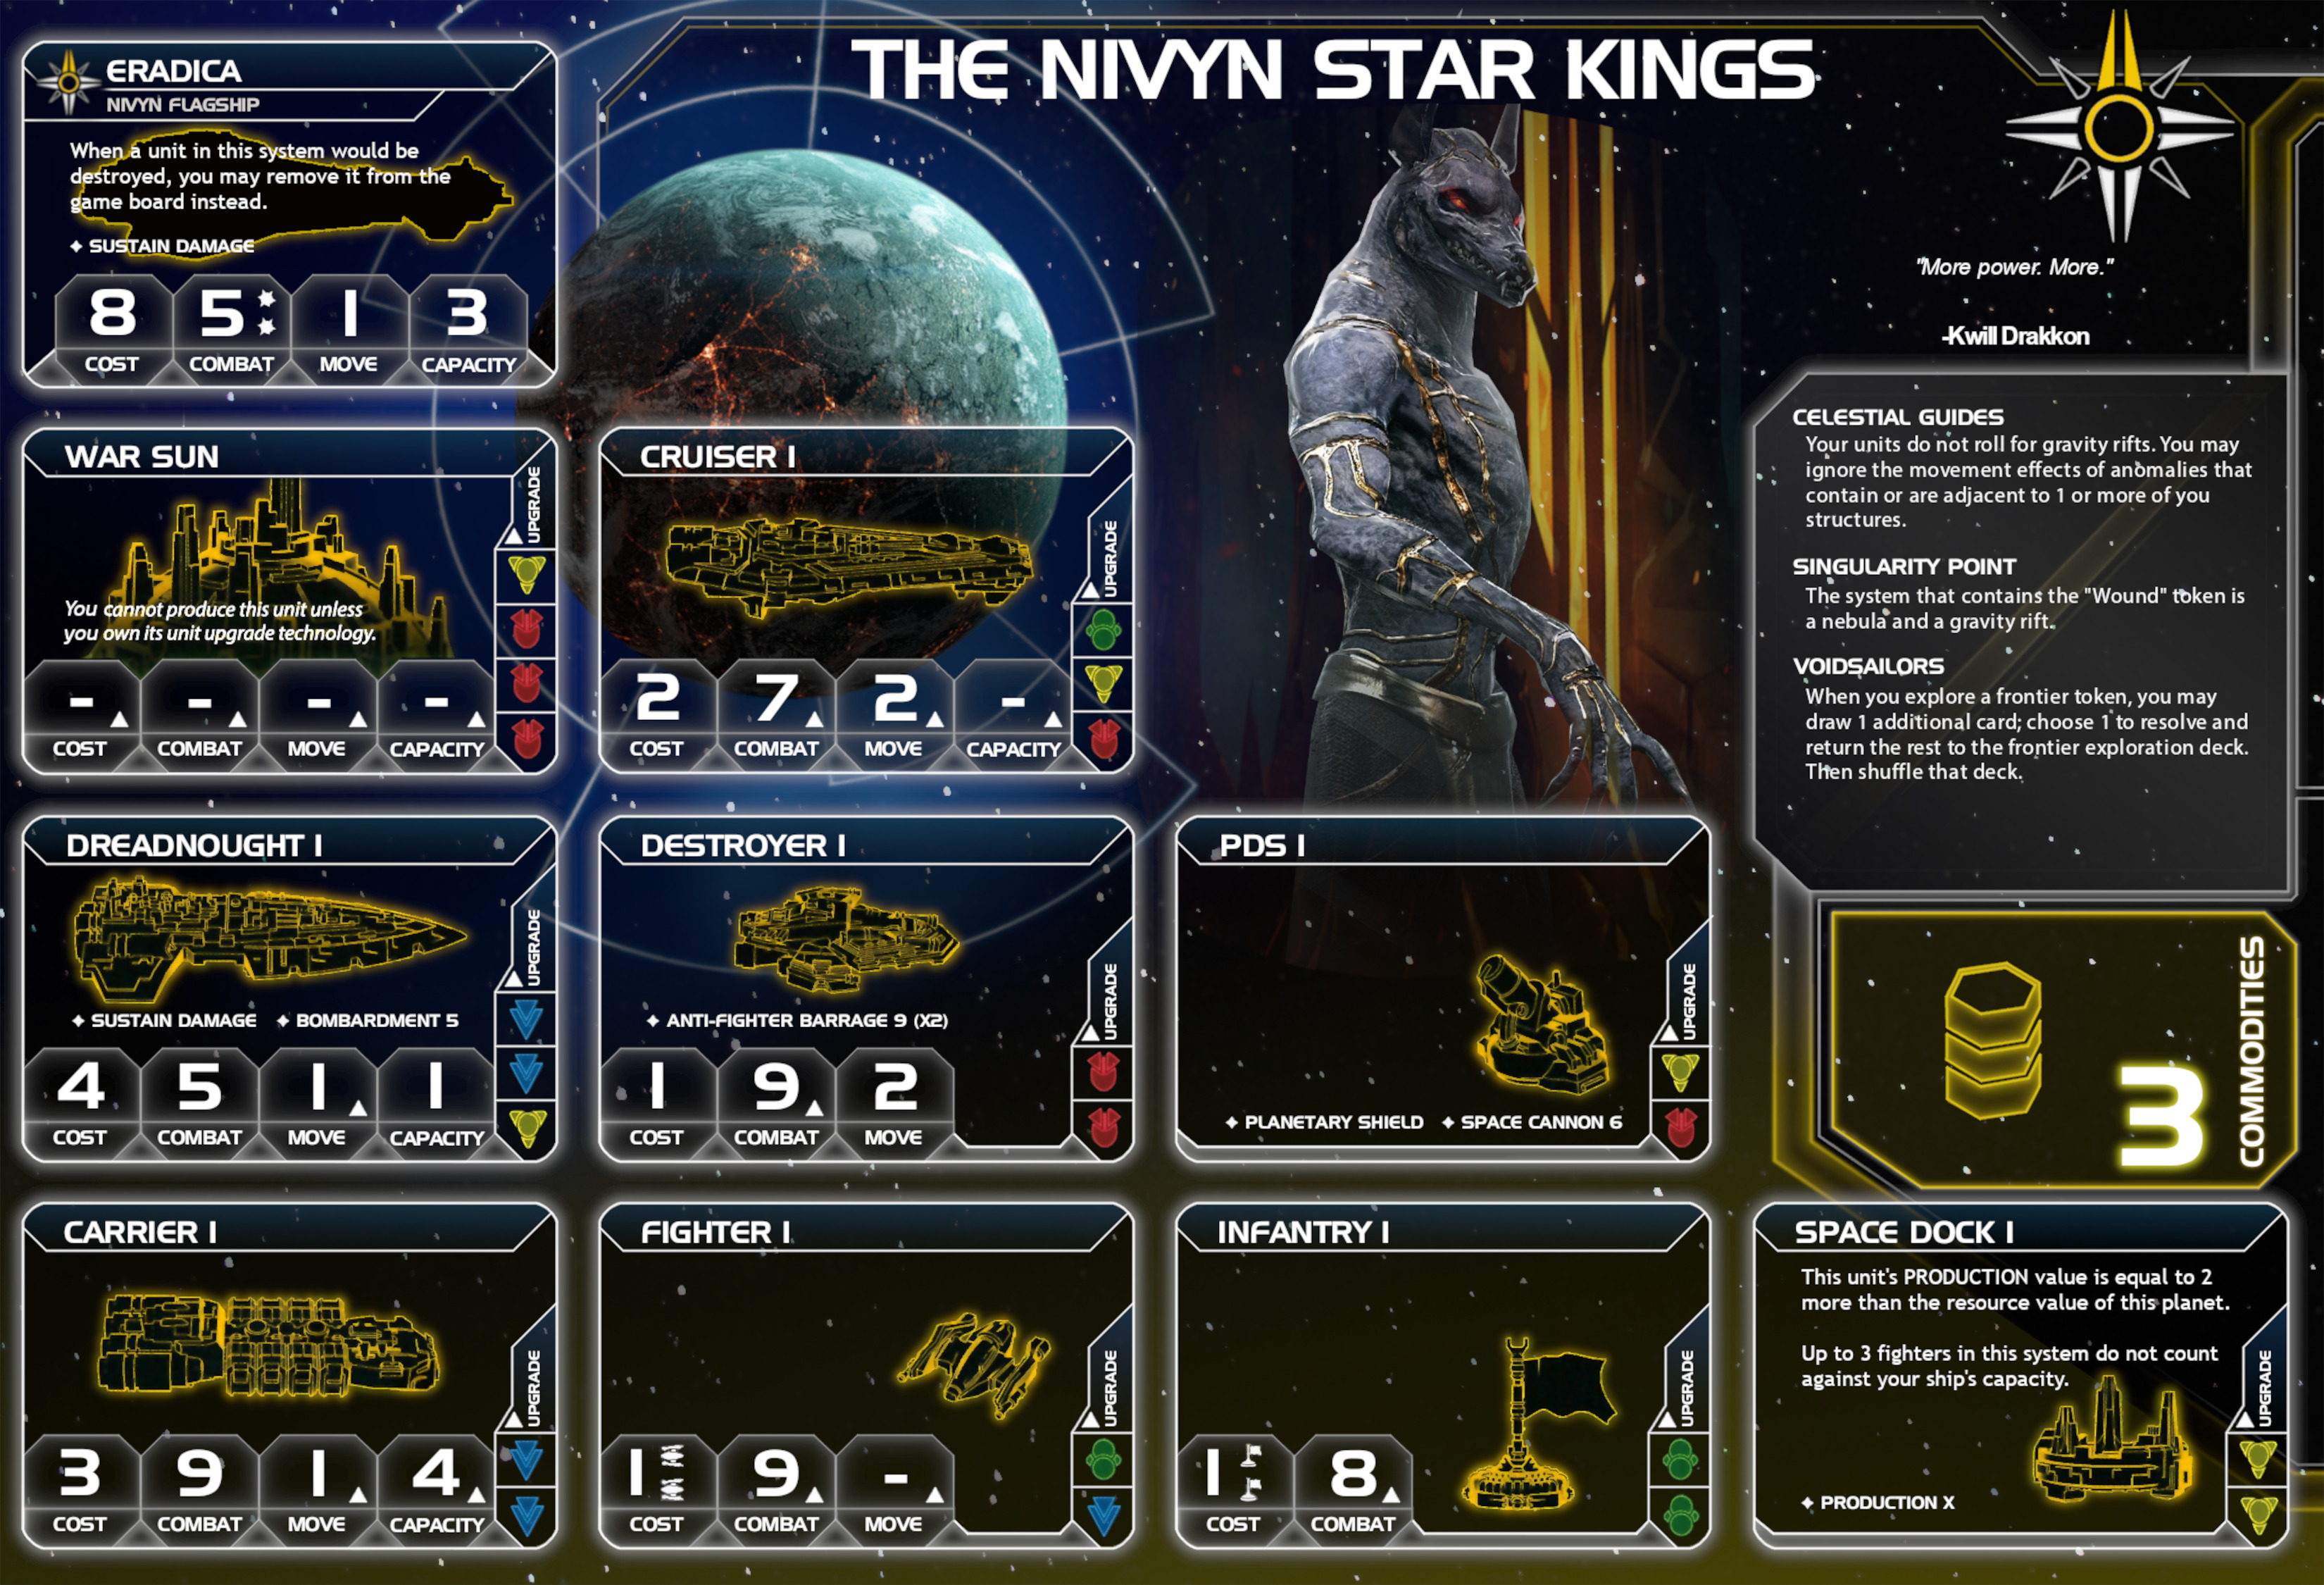 THE NIVYN STAR KINGS
ERADICA
NIVYN FLAGSHIP
When a unit in this system would be
destroyed, you may remove it from the
game board instead.
SUSTAIN DAMAGE
8 5 1 3
COST COMBAT MOVE CAPACITY
"More power. More."
-Kwill Drakkon
CELESTIAL GUIDES
Your units do not roll for gravity rifts. You may
ignore the movement effects of anomalies that
contain or are adjacent to 1 or more of you
structures.
SINGULARITY POINT
The system that contains the "Wound" token is
a nebula and a gravity rift.
VOIDSAILORS
When you explore a frontier token, you may
draw 1 additional card; choose 1 to resolve and
return the rest to the frontier exploration deck.
Then shuffle that deck.
WAR SUN
UPGRADE
You cannot produce this unit unless
you own its unit upgrade technology.
- - - -
COST COMBAT MOVE CAPACITY
CRUISER I
UPGRADE
2 7 2 -
COST COMBAT MOVE CAPACITY
DREADNOUGHT I
UPGRADE
SUSTAIN DAMAGE BOMBARDMENT 5
4 5 1 1
COST COMBAT MOVE CAPACITY
DESTROYER I
UPGRADE
ANTI-FIGHTER BARRAGE 9 (X2)
1 9 2
COST COMBAT MOVE
PDS I
UPGRADE
PLANETARY SHIELD SPACE CANNON 6
3
COMMODITIES
CARRIER I
UPGRADE
3 9 1 4
COST COMBAT MOVE CAPACITY
FIGHTER I
UPGRADE
1 9 -
COST COMBAT MOVE
INFANTRY I
UPGRADE
1 8
COST COMBAT
SPACE DOCK I
This unit's PRODUCTION value is equal to 2
more than the resource value of this planet.
Up to 3 fighters in this system do not count
against your ship's capacity.
UPGRADE
PRODUCTION X